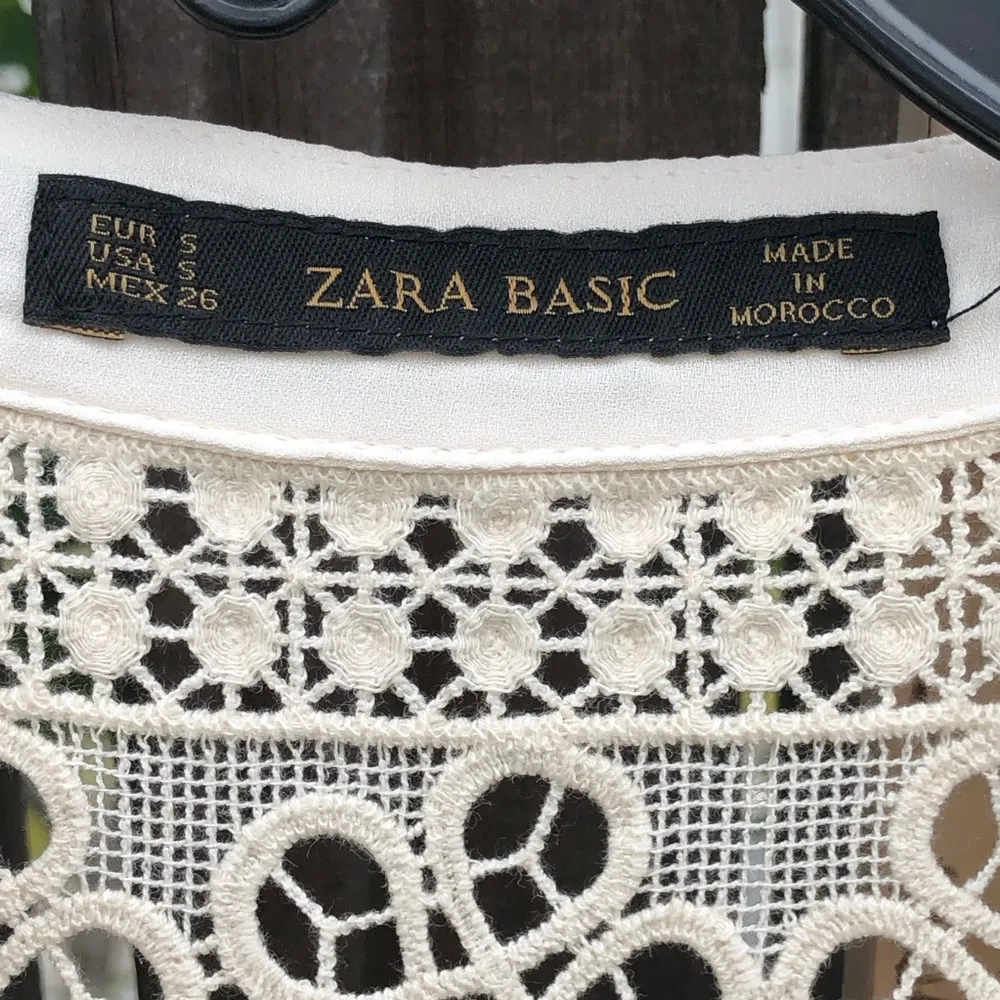 EUR S
USA S
MEX 26
ZARA BASIC
MADE
IN
MOROCCO